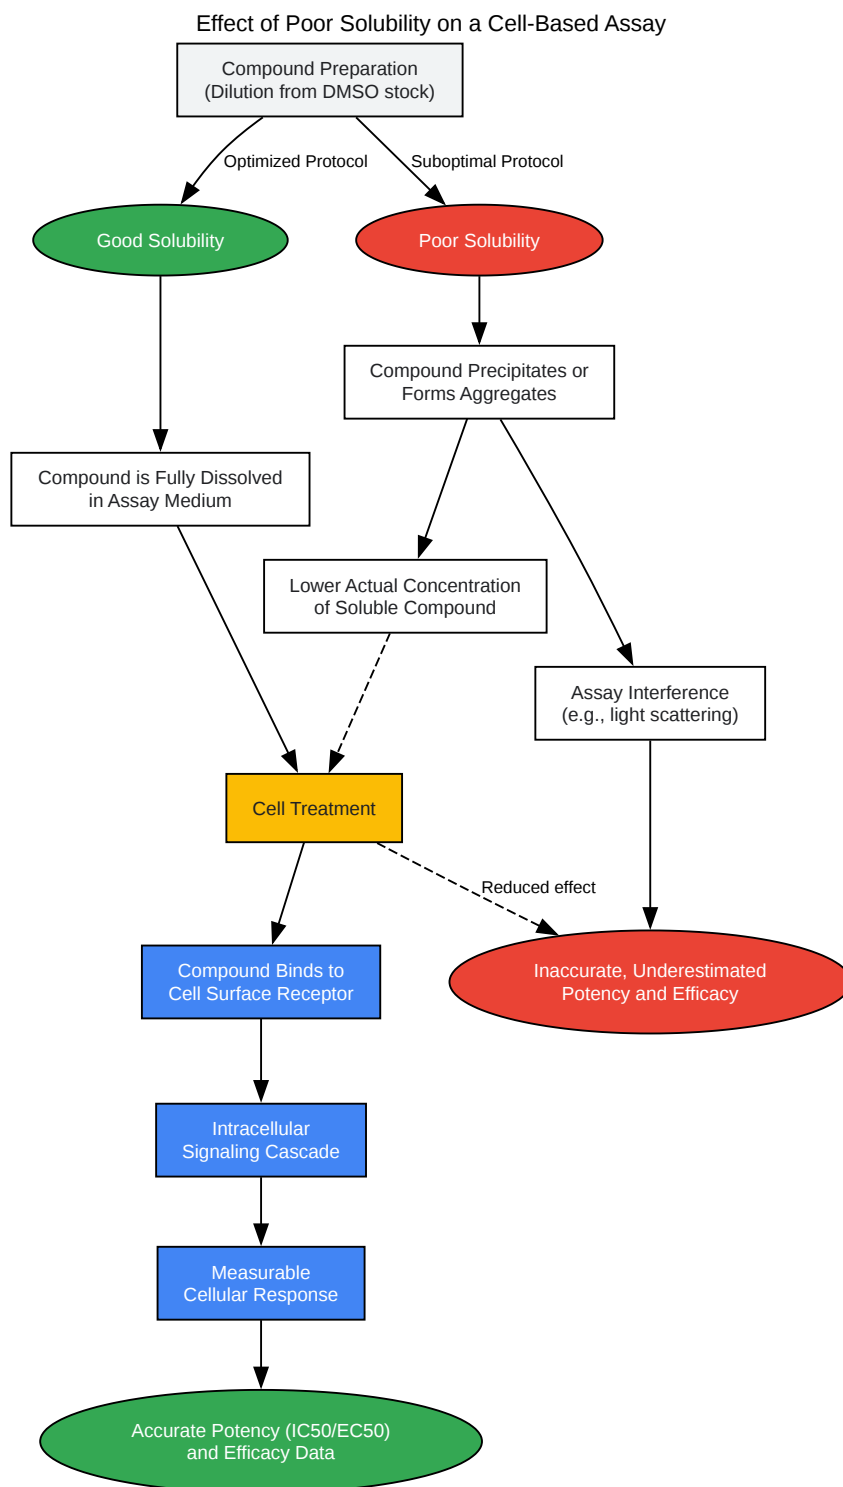 Effect of Poor Solubility on a Cell-Based Assay
Compound Preparation
(Dilution from DMSO stock)
Optimized Protocol
Suboptimal Protocol
Good Solubility
Poor Solubility
Compound Precipitates or
Forms Aggregates
Compound is Fully Dissolved
in Assay Medium
Lower Actual Concentration
of Soluble Compound
Assay Interference
(e.g., light scattering)
Cell Treatment
Reduced effect
Compound Binds to
Cell Surface Receptor
Inaccurate, Underestimated
Potency and Efficacy
Intracellular
Signaling Cascade
Measurable
Cellular Response
Accurate Potency (IC50/EC50)
and Efficacy Data